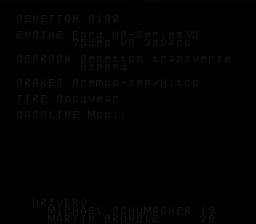 BENETTON B192
ENGINE Ford HB-SeriesⅦ
75deg V8 3494cc
GEARBOX Benetton transverse
6speed
BRAKES Brembo-sep/Hitco
TIRE Goodyear
GASOLINE Mobil
DRIVERS
MICHAEL SCHUMACHER 19
MARTIN BRUNDLE 20